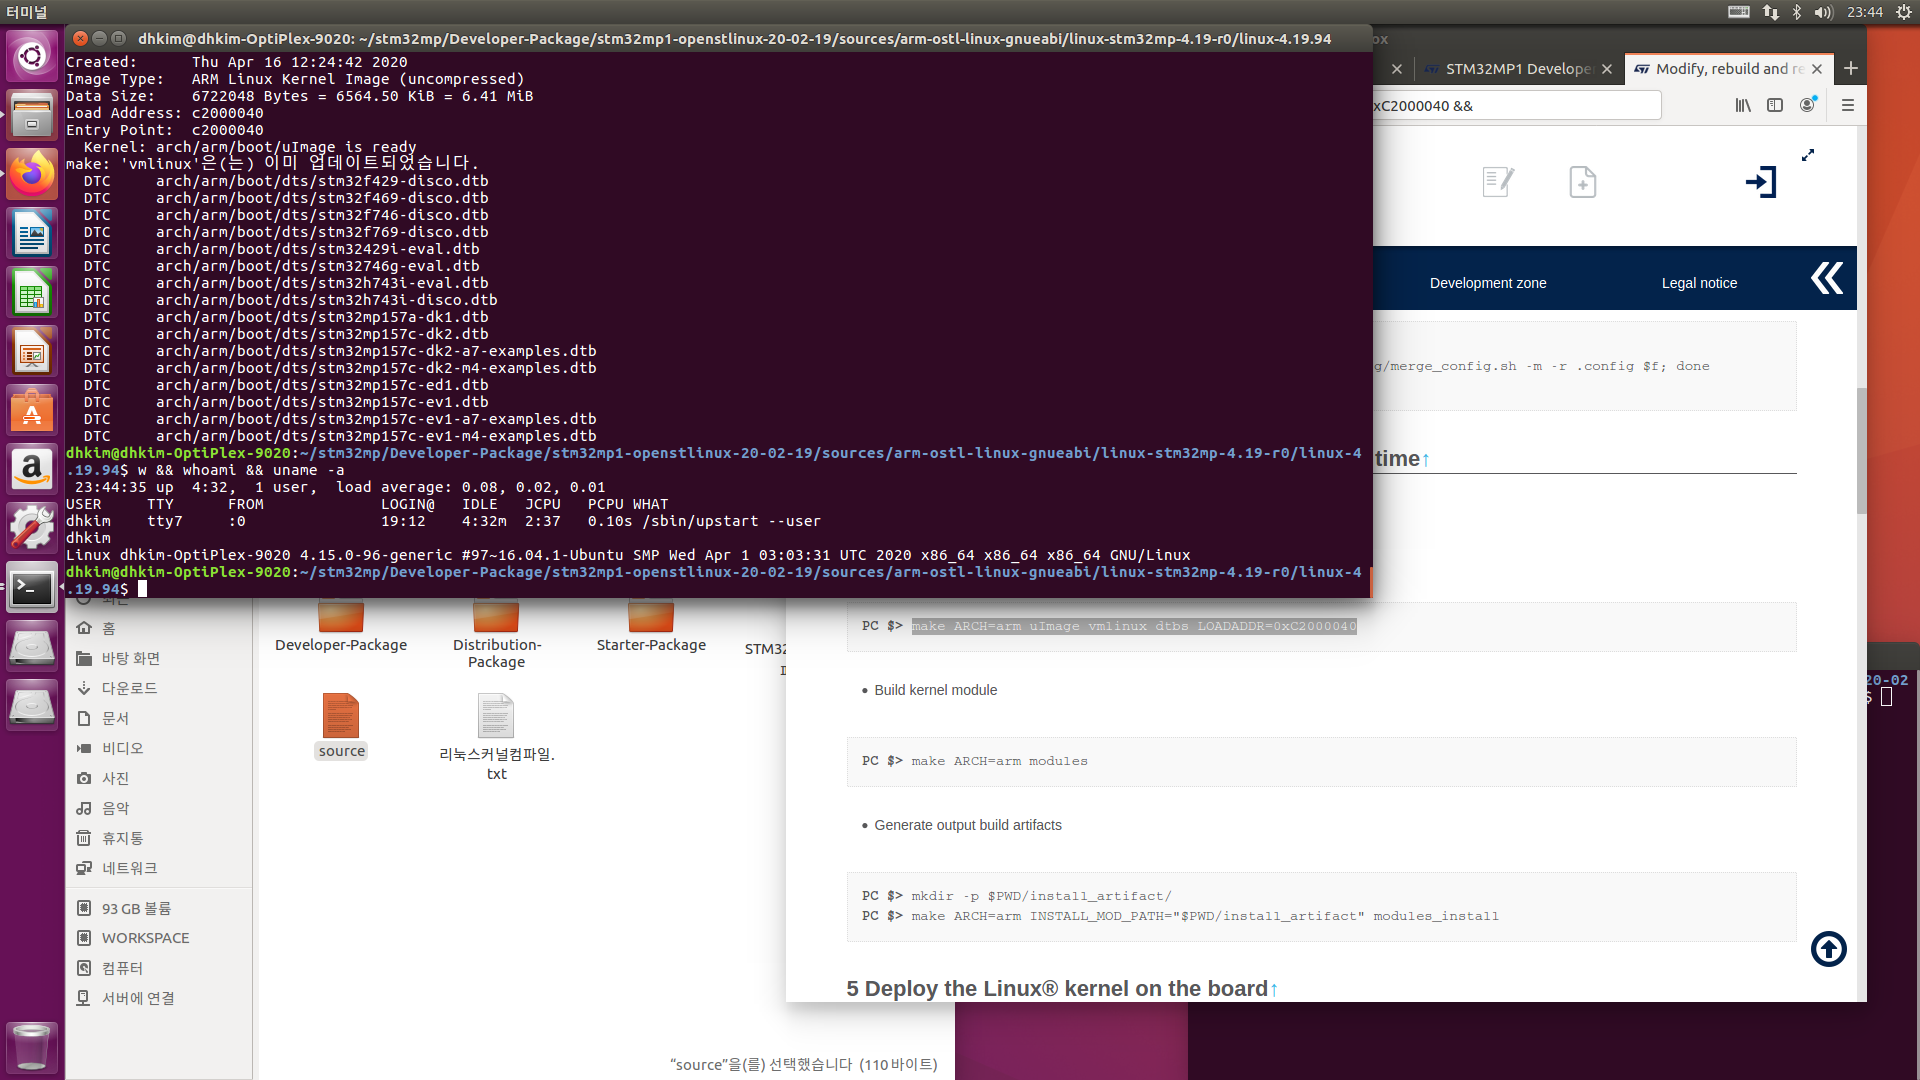 터미널
23:44
dhkim@dhkim-OptiPlex-9020: ~/stm32mp/Developer-Package/stm32mp1-openstlinux-20-02-19/sources/arm-ostl-linux-gnueabi/linux-stm32mp-4.19-r0/linux-4.19.94
Created:      Thu Apr 16 12:24:42 2020
Image Type:   ARM Linux Kernel Image (uncompressed)
Data Size:    6722048 Bytes = 6564.50 KiB = 6.41 MiB
Load Address: c2000040
Entry Point:  c2000040
  Kernel: arch/arm/boot/uImage is ready
make: 'vmlinux'은(는) 이미 업데이트되었습니다.
  DTC     arch/arm/boot/dts/stm32f429-disco.dtb
  DTC     arch/arm/boot/dts/stm32f469-disco.dtb
  DTC     arch/arm/boot/dts/stm32f746-disco.dtb
  DTC     arch/arm/boot/dts/stm32f769-disco.dtb
  DTC     arch/arm/boot/dts/stm32429i-eval.dtb
  DTC     arch/arm/boot/dts/stm32746g-eval.dtb
  DTC     arch/arm/boot/dts/stm32h743i-eval.dtb
  DTC     arch/arm/boot/dts/stm32h743i-disco.dtb
  DTC     arch/arm/boot/dts/stm32mp157a-dk1.dtb
  DTC     arch/arm/boot/dts/stm32mp157c-dk2.dtb
  DTC     arch/arm/boot/dts/stm32mp157c-dk2-a7-examples.dtb
  DTC     arch/arm/boot/dts/stm32mp157c-dk2-m4-examples.dtb
  DTC     arch/arm/boot/dts/stm32mp157c-ed1.dtb
  DTC     arch/arm/boot/dts/stm32mp157c-ev1.dtb
  DTC     arch/arm/boot/dts/stm32mp157c-ev1-a7-examples.dtb
  DTC     arch/arm/boot/dts/stm32mp157c-ev1-m4-examples.dtb
dhkim@dhkim-OptiPlex-9020:~/stm32mp/Developer-Package/stm32mp1-openstlinux-20-02-19/sources/arm-ostl-linux-gnueabi/linux-stm32mp-4.19-r0/linux-4
.19.94$ w && whoami && uname -a
 23:44:35 up  4:32,  1 user,  load average: 0.08, 0.02, 0.01
USER     TTY      FROM             LOGIN@   IDLE   JCPU   PCPU WHAT
dhkim    tty7     :0               19:12    4:32m  2:37   0.10s /sbin/upstart --user
dhkim
Linux dhkim-OptiPlex-9020 4.15.0-96-generic #97~16.04.1-Ubuntu SMP Wed Apr 1 03:03:31 UTC 2020 x86_64 x86_64 x86_64 GNU/Linux
dhkim@dhkim-OptiPlex-9020:~/stm32mp/Developer-Package/stm32mp1-openstlinux-20-02-19/sources/arm-ostl-linux-gnueabi/linux-stm32mp-4.19-r0/linux-4
.19.94$
ox
STM32MP1 Develope
Modify, rebuild and re
xC2000040 &&
Development zone
Legal notice
g/merge_config.sh -m -r .config $f; done
time↑
PC $> make ARCH=arm uImage vmlinux dtbs LOADADDR=0xC2000040
• Build kernel module
PC $> make ARCH=arm modules
• Generate output build artifacts
PC $> mkdir -p $PWD/install_artifact/
PC $> make ARCH=arm INSTALL_MOD_PATH="$PWD/install_artifact" modules_install
5 Deploy the Linux® kernel on the board↑
20-02
$
홈
바탕 화면
다운로드
문서
비디오
사진
음악
휴지통
네트워크
93 GB 볼륨
WORKSPACE
컴퓨터
서버에 연결
Developer-Package
Distribution-
Package
Starter-Package
STM32
source
리눅스커널컴파일.
txt
“source”을(를) 선택했습니다 (110 바이트)